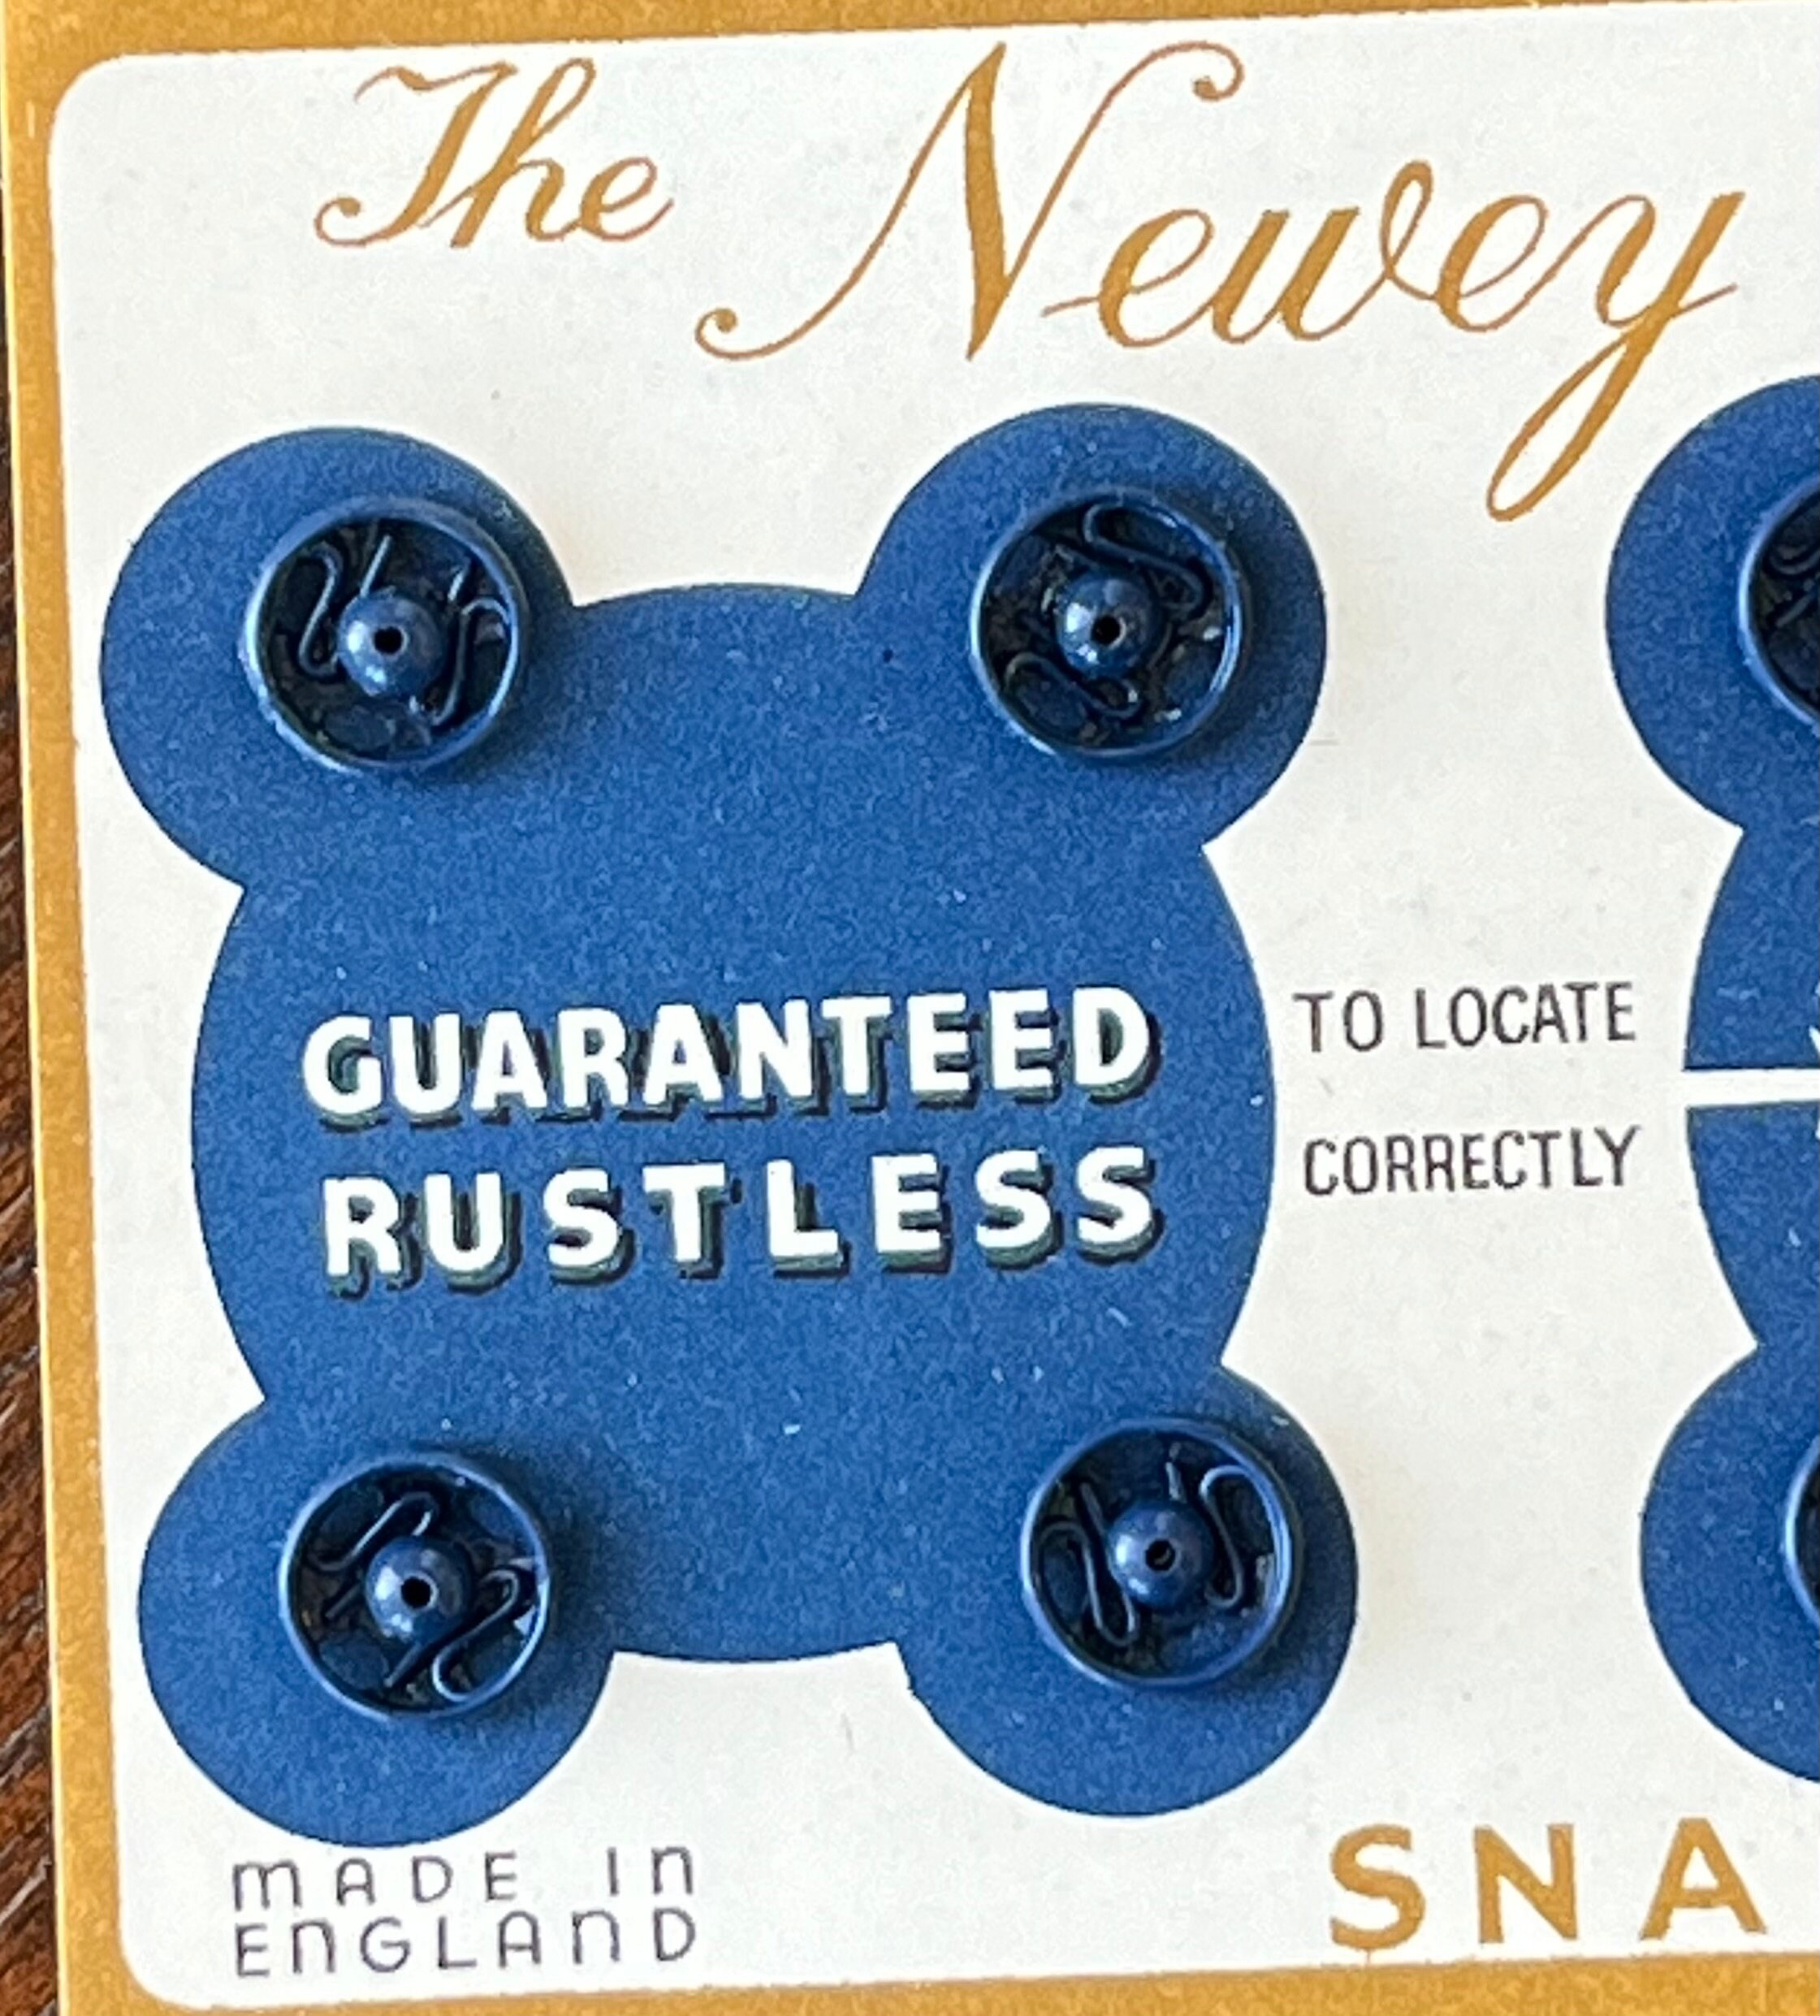 The Newey
GUARANTEED
RUSTLESS
TO LOCATE
CORRECTLY
MADE IN
ENGLAND
SNA